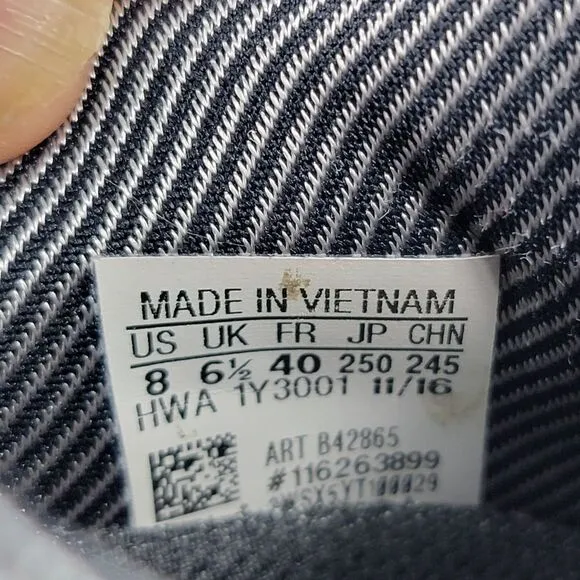 MADE IN VIETNAM
US UK FR JP CHN
8 6½ 40 250 245
HWA 1Y3001 11/16
ART B42865
#116263899